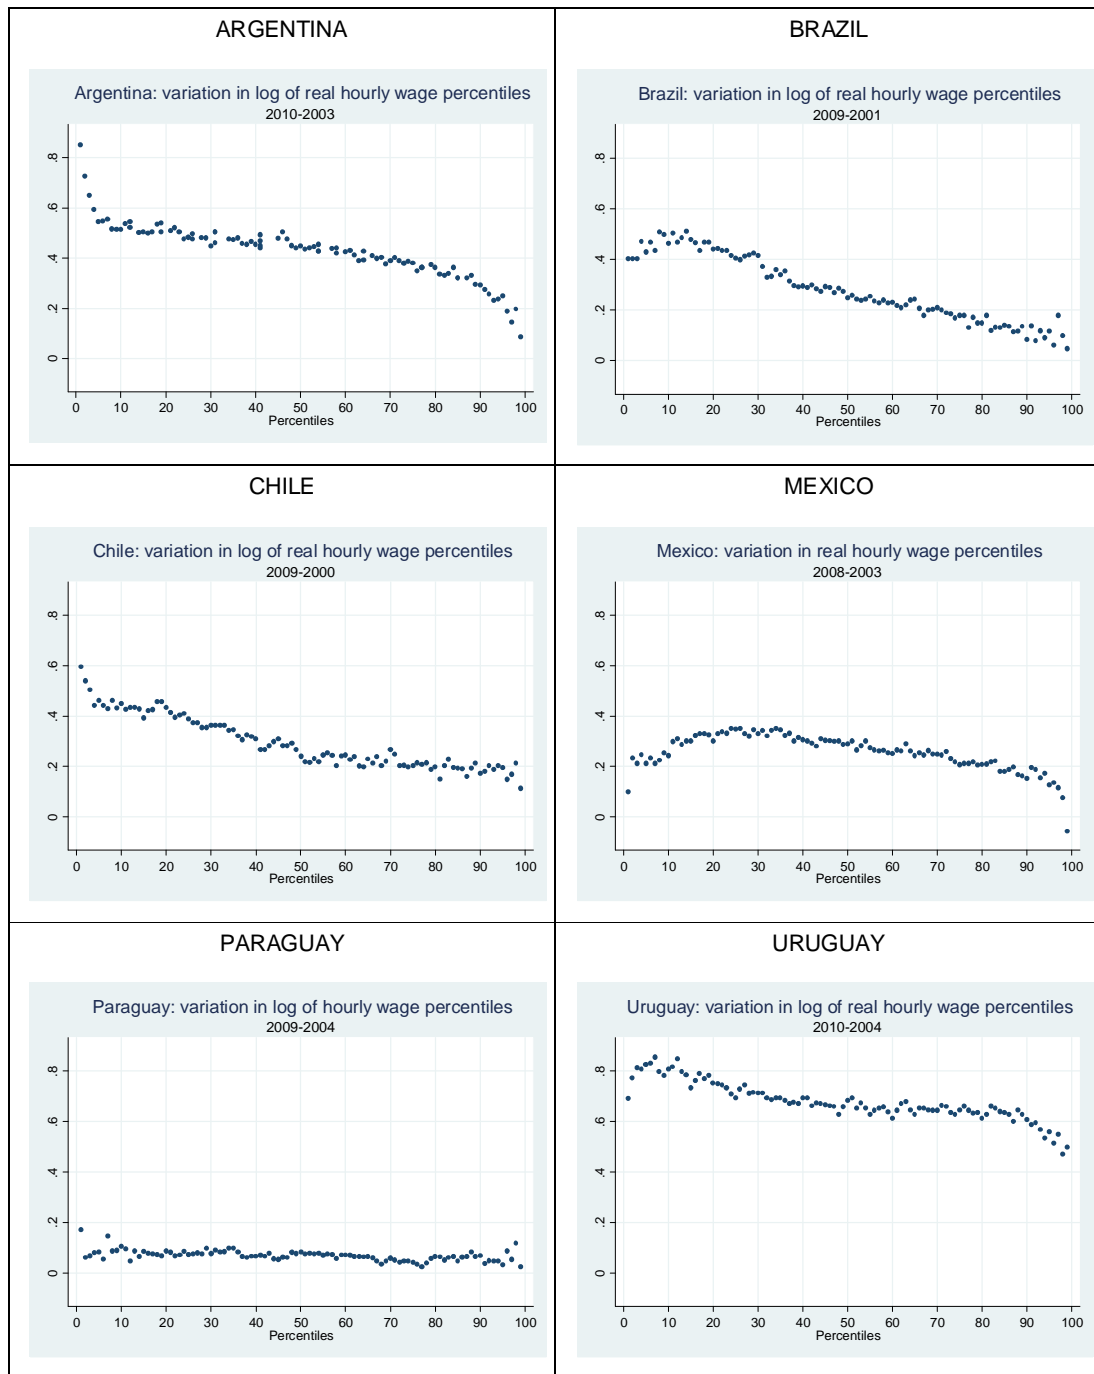 ARGENTINA
Argentina: variation in log of real hourly wage percentiles
2010-2003
.8
.6
.4
.2
0
0 10 20 30 40 50 60 70 80 90 100
Percentiles
BRAZIL
Brazil: variation in log of real hourly wage percentiles
2009-2001
.8
.6
.4
.2
0
0 10 20 30 40 50 60 70 80 90 100
Percentiles
CHILE
Chile: variation in log of real hourly wage percentiles
2009-2000
.8
.6
.4
.2
0
0 10 20 30 40 50 60 70 80 90 100
Percentiles
MEXICO
Mexico: variation in real hourly wage percentiles
2008-2003
.8
.6
.4
.2
0
0 10 20 30 40 50 60 70 80 90 100
Percentiles
PARAGUAY
Paraguay: variation in log of hourly wage percentiles
2009-2004
.8
.6
.4
.2
0
0 10 20 30 40 50 60 70 80 90 100
Percentiles
URUGUAY
Uruguay: variation in log of real hourly wage percentiles
2010-2004
.8
.6
.4
.2
0
0 10 20 30 40 50 60 70 80 90 100
Percentiles